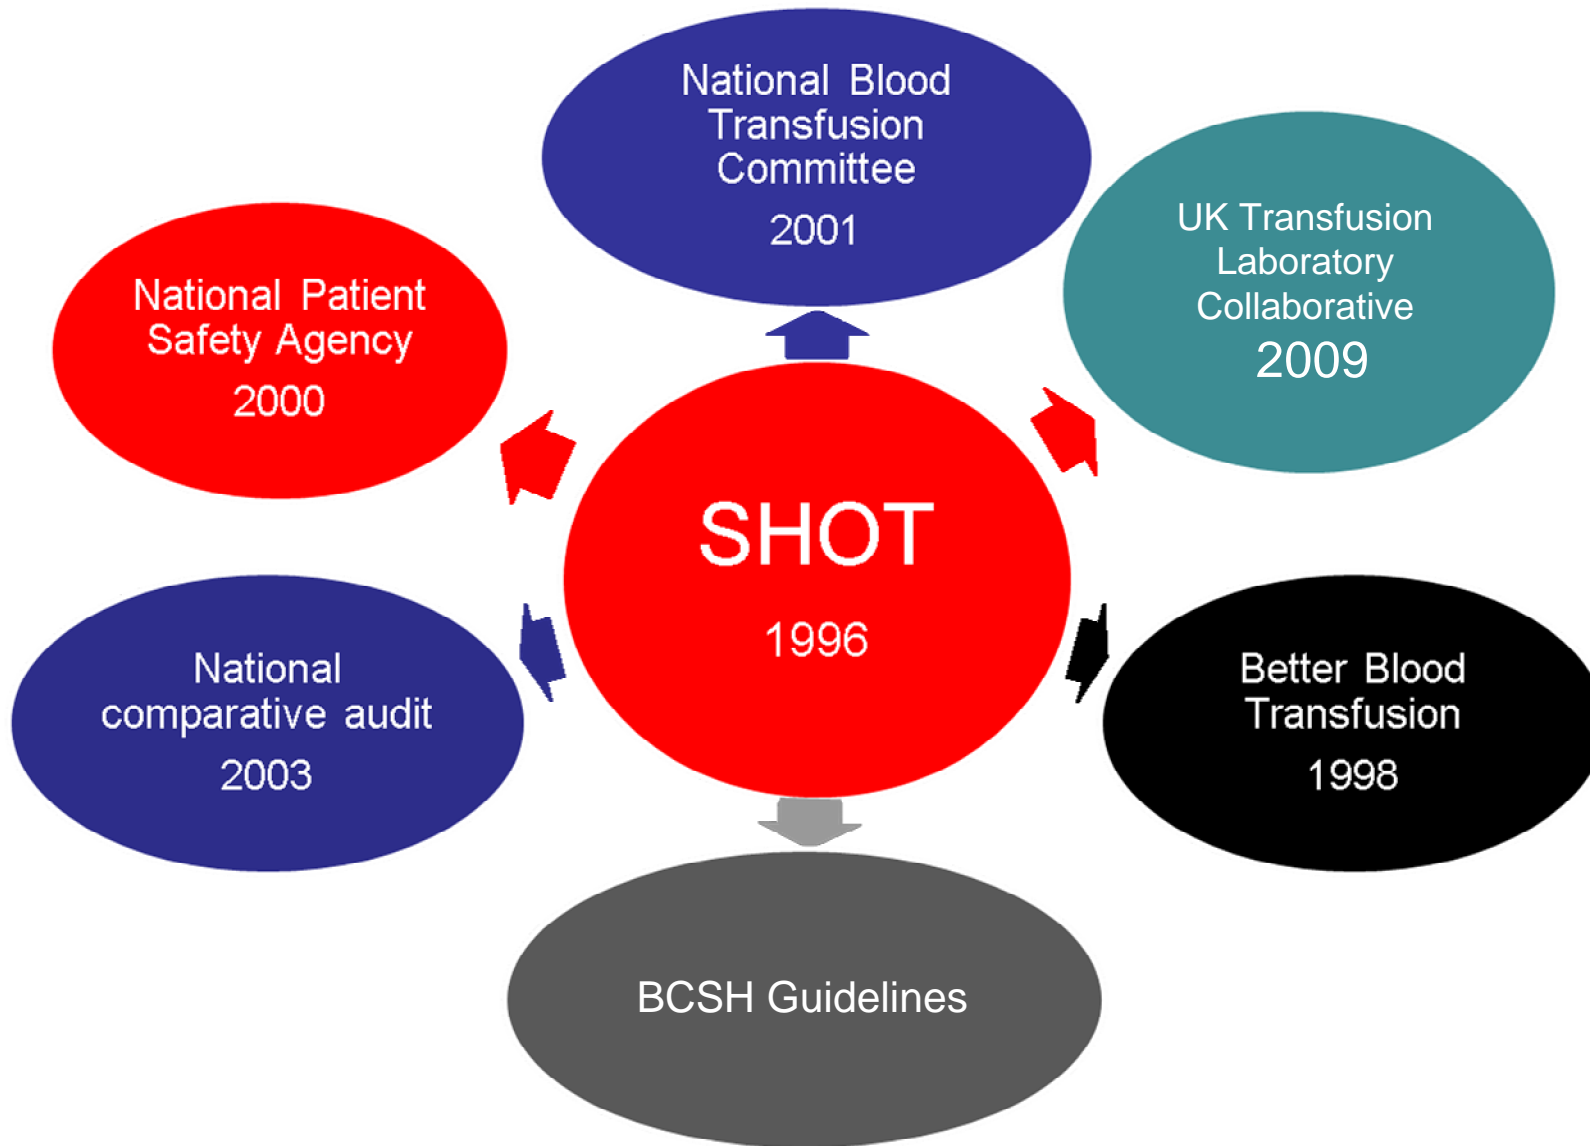 National Blood
Transfusion
Committee
2001
UK Transfusion
Laboratory
Collaborative
2009
National Patient
Safety Agency
2000
SHOT
1996
National
comparative audit
2003
Better Blood
Transfusion
1998
BCSH Guidelines